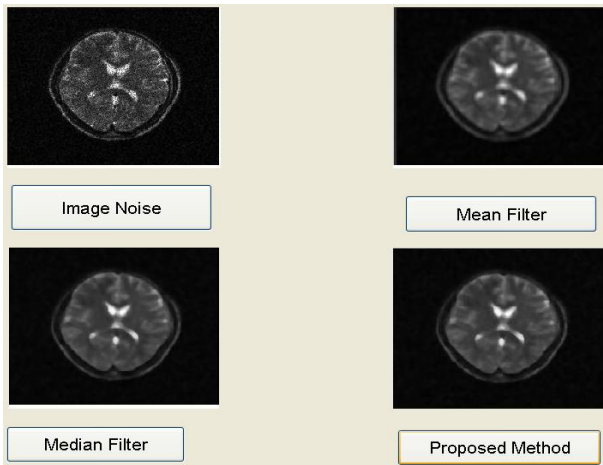 Image Noise
Mean Filter
Median Filter
Proposed Method